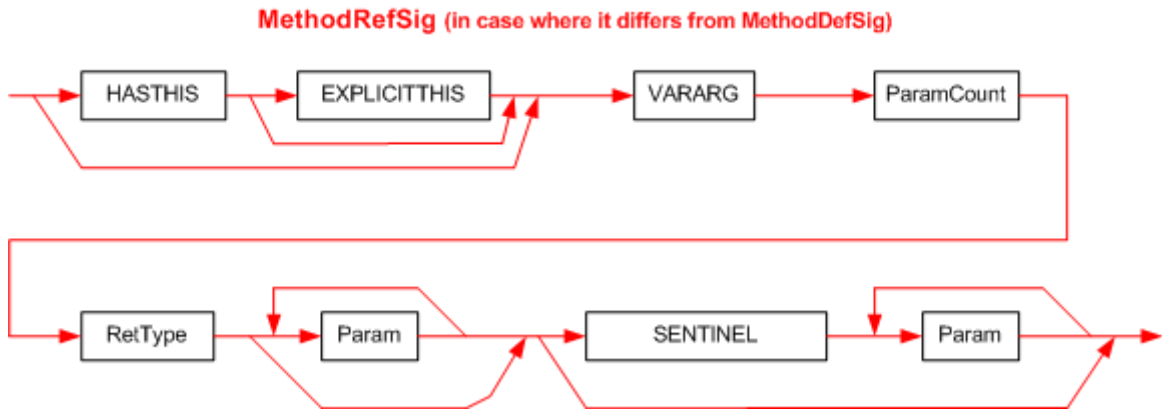 MethodRefSig (in case where it differs from MethodDefSig)
HASTHIS EXPLICITTHIS VARARG ParamCount
RetType Param SENTINEL Param